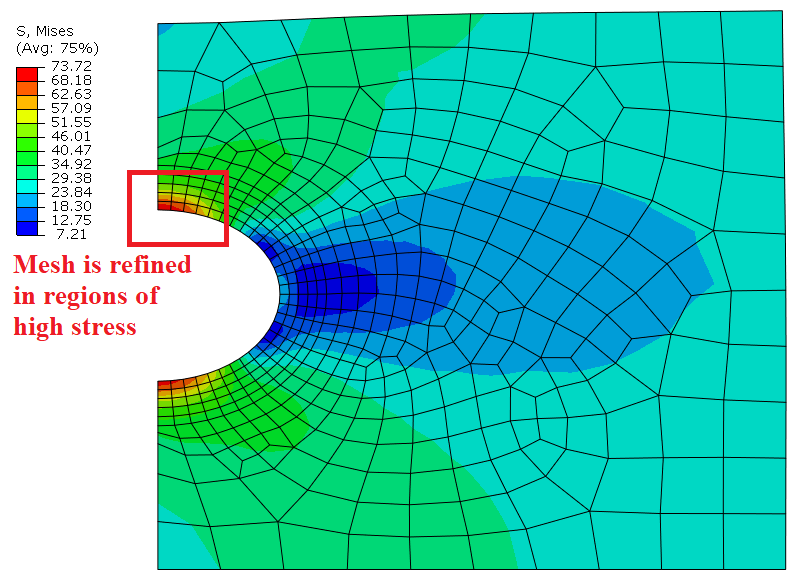 S, Mises
(Avg: 75%)
73.72
68.18
62.63
57.09
51.55
46.01
40.47
34.92
29.38
23.84
18.30
12.75
7.21
Mesh is refined
in regions of
high stress